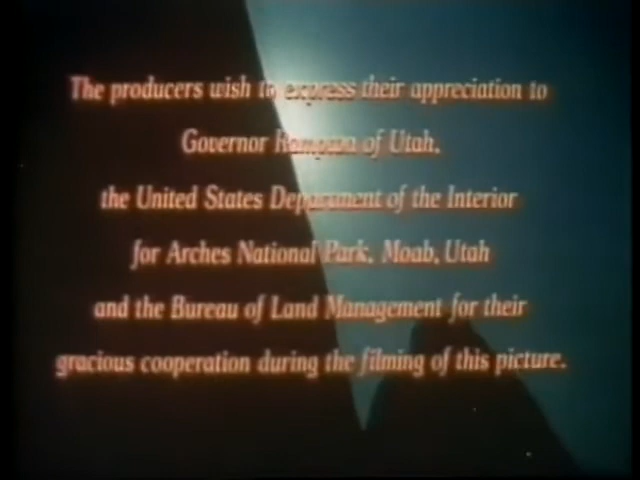 The producers wish to express their appreciation to
Governor Rampton of Utah,
the United States Department of the Interior
for Arches National Park, Moab, Utah
and the Bureau of Land Management for their
gracious cooperation during the filming of this picture.